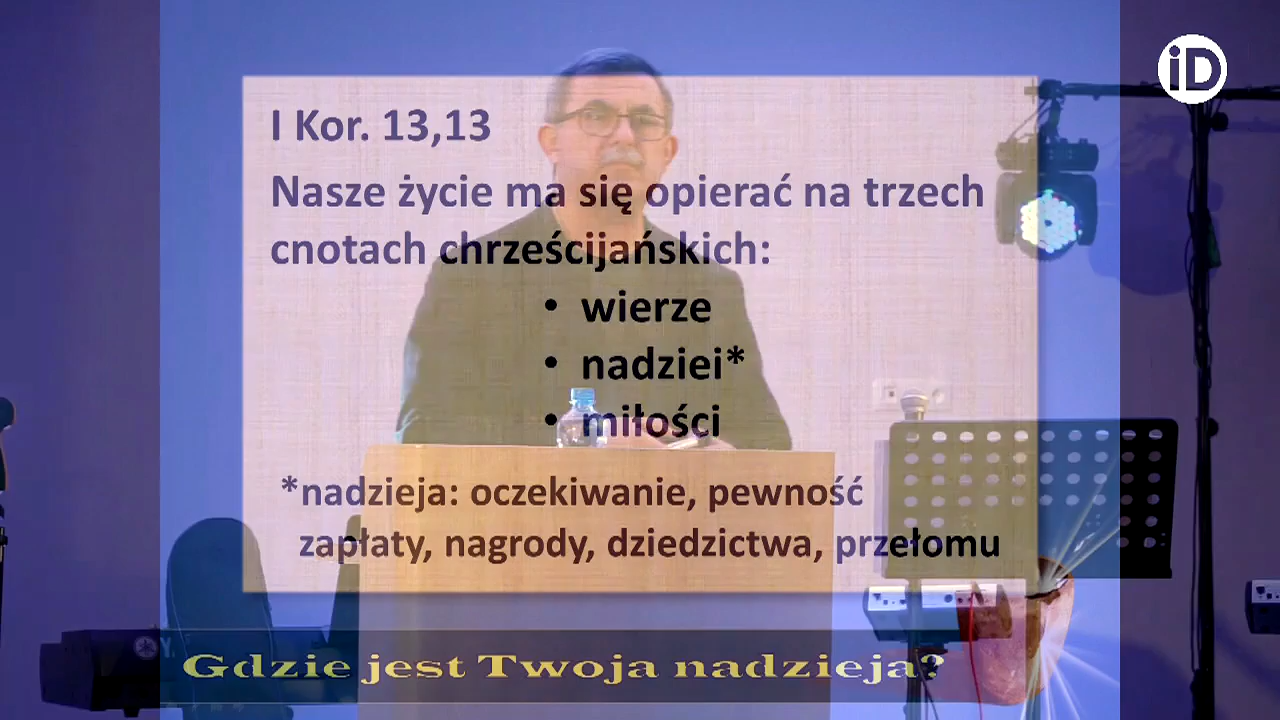 iD
I Kor. 13,13
Nasze życie ma się opierać na trzech
cnotach chrześcijańskich:
• wierze
• nadziei*
• miłości
*nadzieja: oczekiwanie, pewność
zapłaty, nagrody, dziedzictwa, przełomu
Gdzie jest Twoja nadzieja?